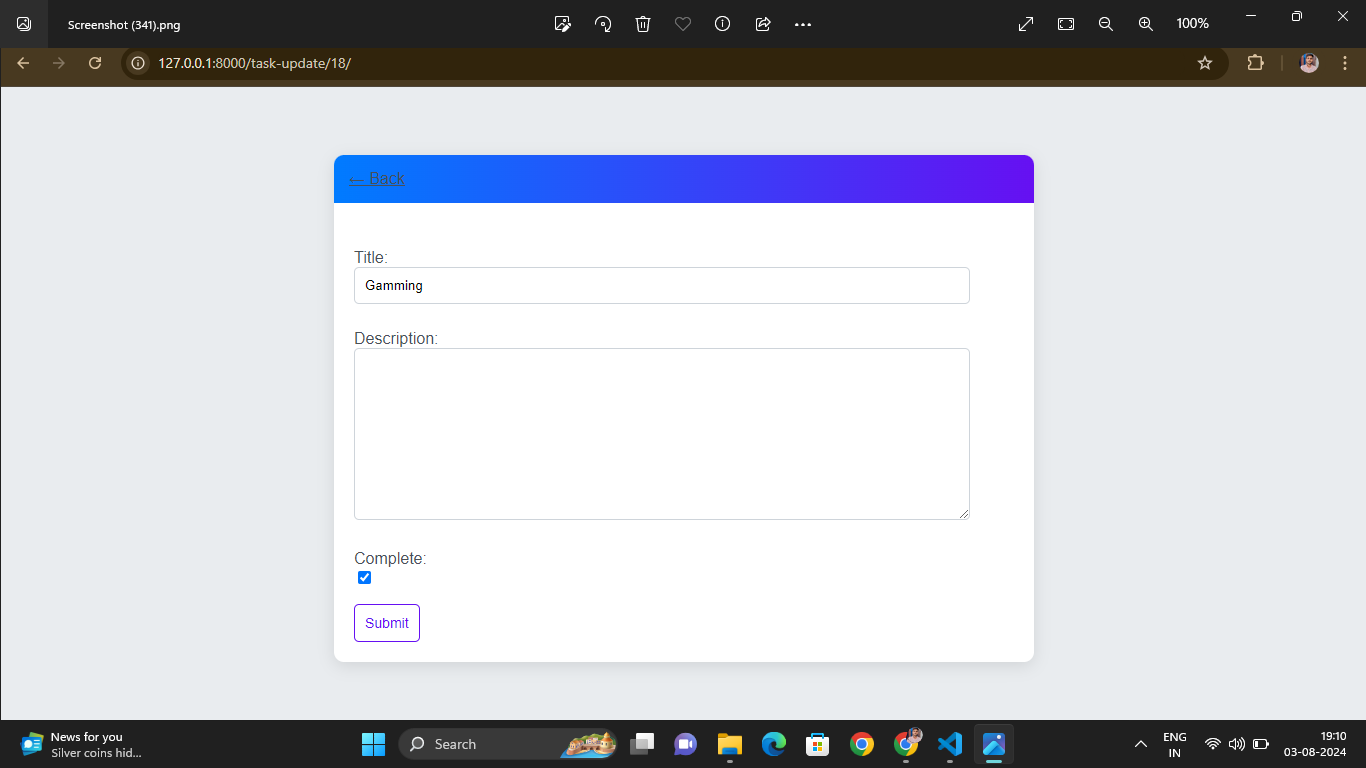 Screenshot (341).png
100%
127.0.0.1:8000/task-update/18/
← Back
Title:
Gamming
Description:
Complete:
Submit
News for you
Silver coins hid...
Search
ENG
IN
19:10
03-08-2024